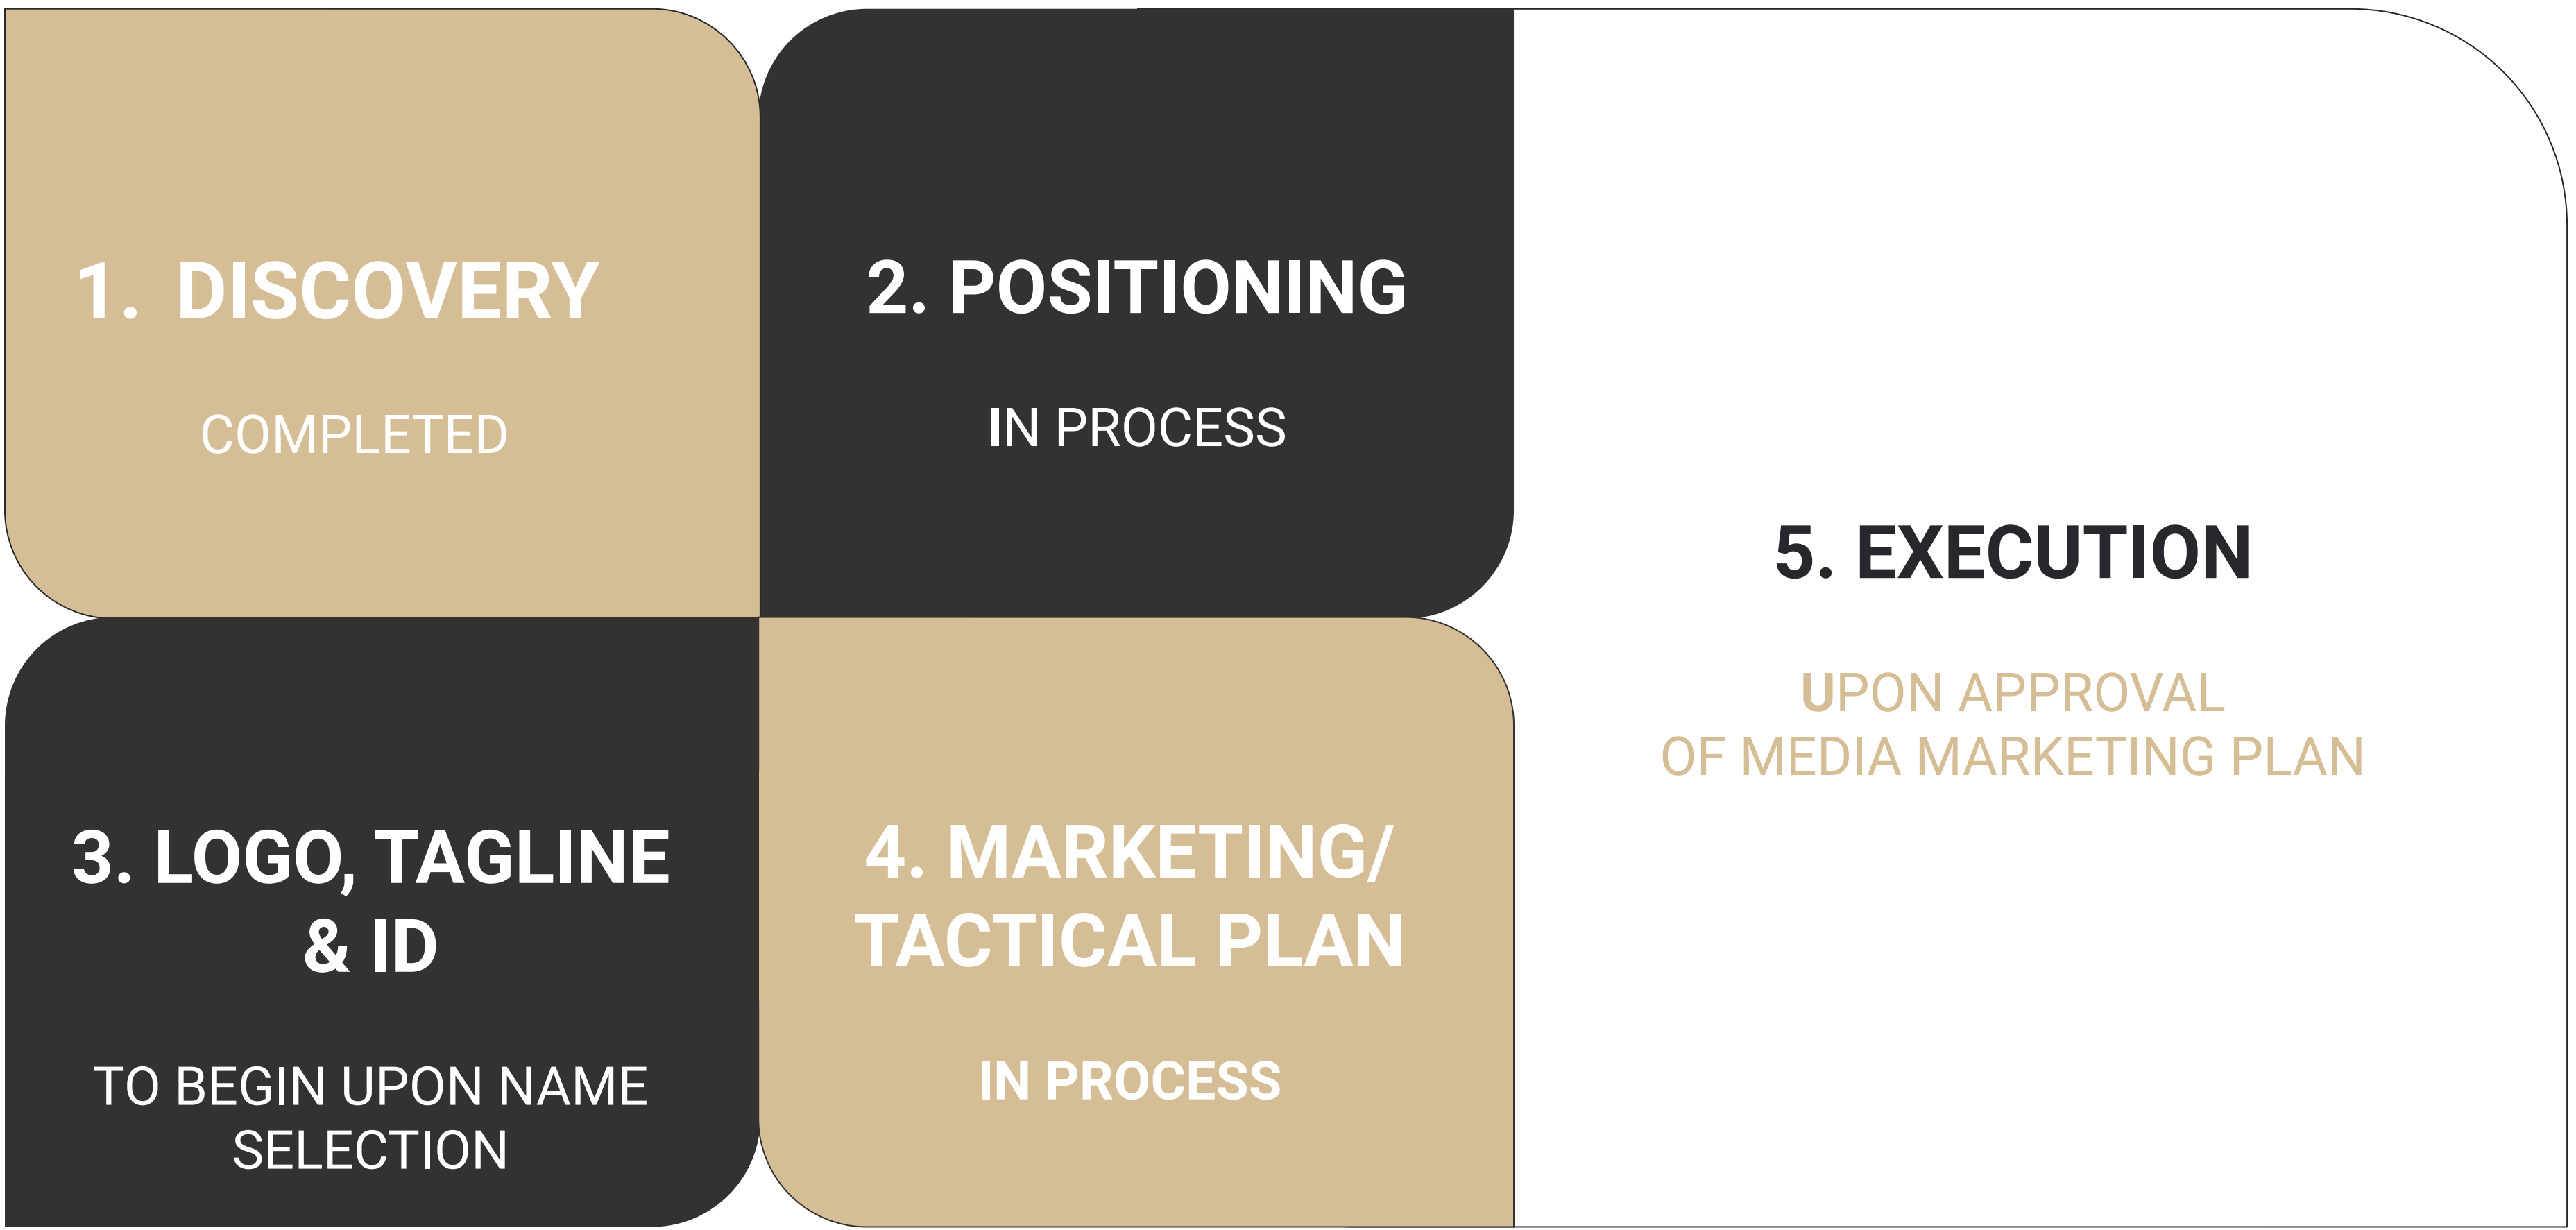 1. DISCOVERY
COMPLETED
2. POSITIONING
IN PROCESS
3. LOGO, TAGLINE
& ID
TO BEGIN UPON NAME
SELECTION
4. MARKETING/
TACTICAL PLAN
IN PROCESS
5. EXECUTION
UPON APPROVAL
OF MEDIA MARKETING PLAN